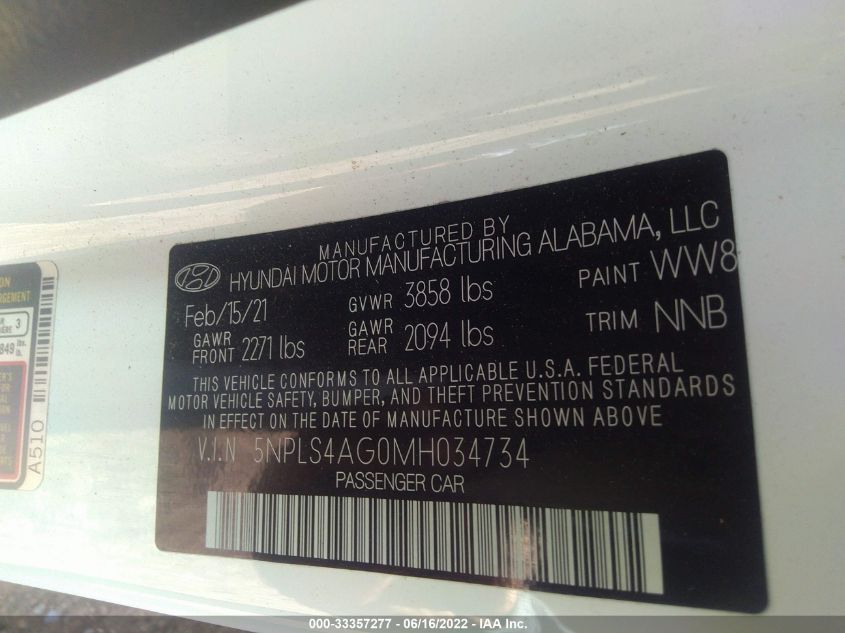 MANUFACTURED BY
HYUNDAI MOTOR MANUFACTURING ALABAMA, LLC
Feb/15/21 GVWR 3858 lbs PAINT WW8
GAWR FRONT 2271 lbs GAWR REAR 2094 lbs TRIM NNB
THIS VEHICLE CONFORMS TO ALL APPLICABLE U.S.A. FEDERAL
MOTOR VEHICLE SAFETY, BUMPER, AND THEFT PREVENTION STANDARDS
IN EFFECT ON THE DATE OF MANUFACTURE SHOWN ABOVE
V.I.N 5NPLS4AG0MH034734
PASSENGER CAR
3
A510
000-33357277 - 06/16/2022 - IAA Inc.